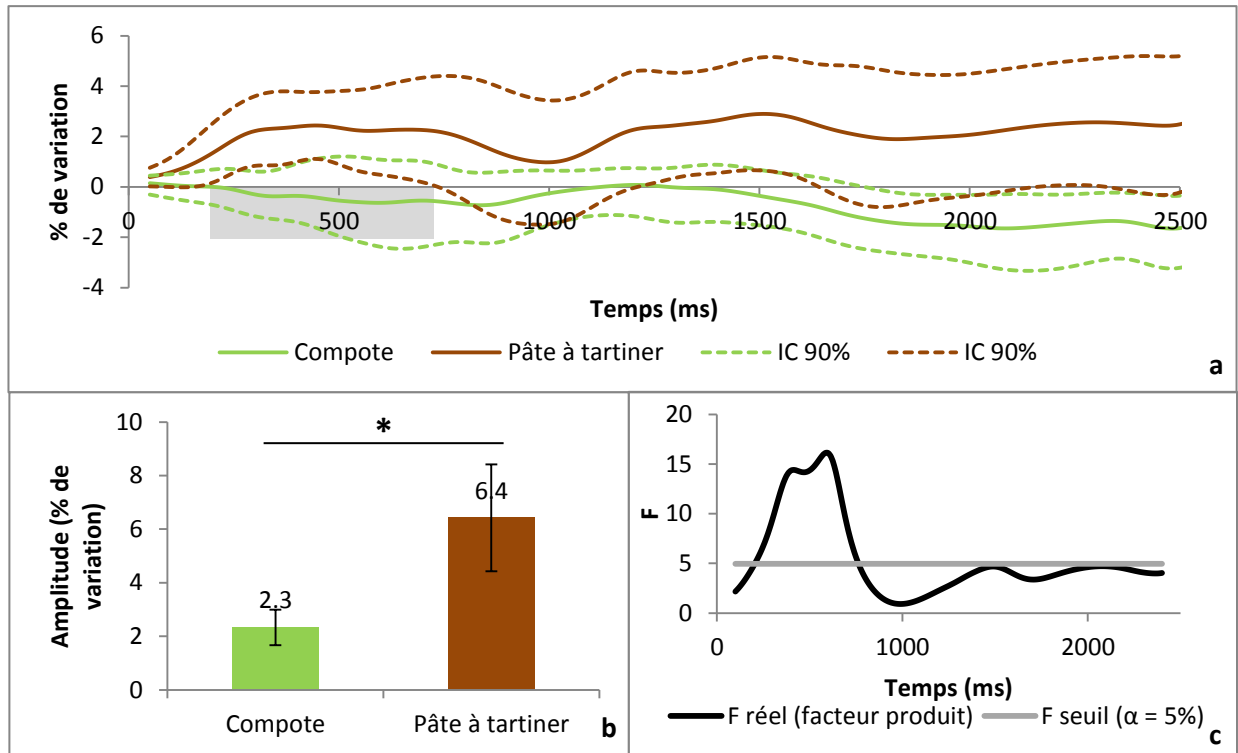 6
4
2
0
-2
-4
% de variation
0
500
1000
1500
2000
2500
Temps (ms)
Compote
Pâte à tartiner
IC 90%
IC 90%
a
10
8
6
4
2
0
Amplitude (% de
variation)
*
2.3
6.4
Compote
Pâte à tartiner
b
20
15
10
5
0
F
0
1000
2000
Temps (ms)
F réel (facteur produit)
F seuil (α = 5%)
c